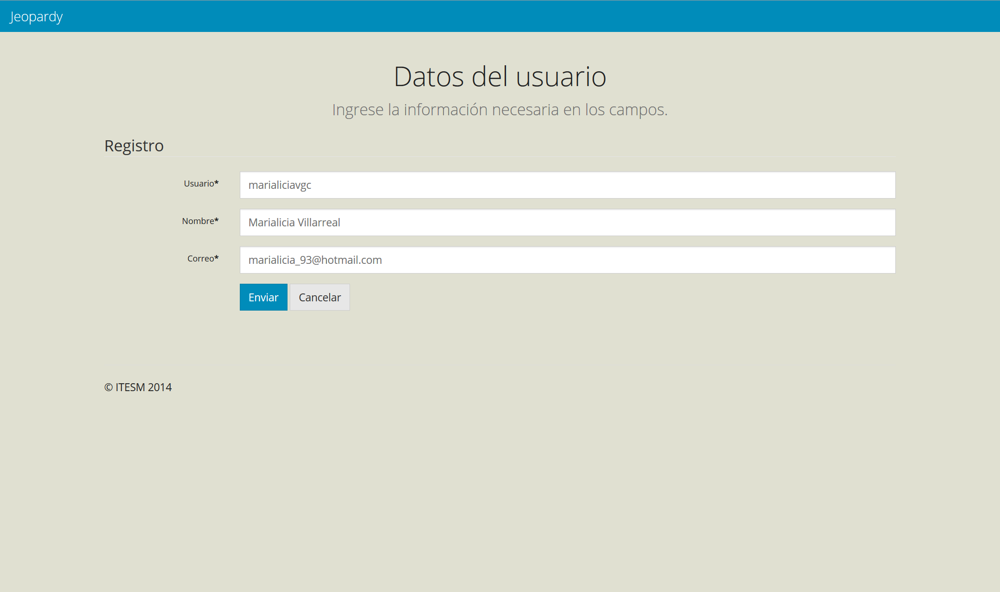 Jeopardy
Datos del usuario
Ingrese la información necesaria en los campos.
Registro
Usuario* marialiciavgc
Nombre* Marialicia Villarreal
Correo* marialicia_93@hotmail.com
Enviar Cancelar
© ITESM 2014